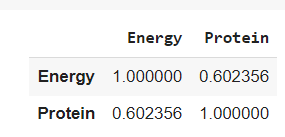 Energy Protein
Energy 1.000000 0.602356
Protein 0.602356 1.000000